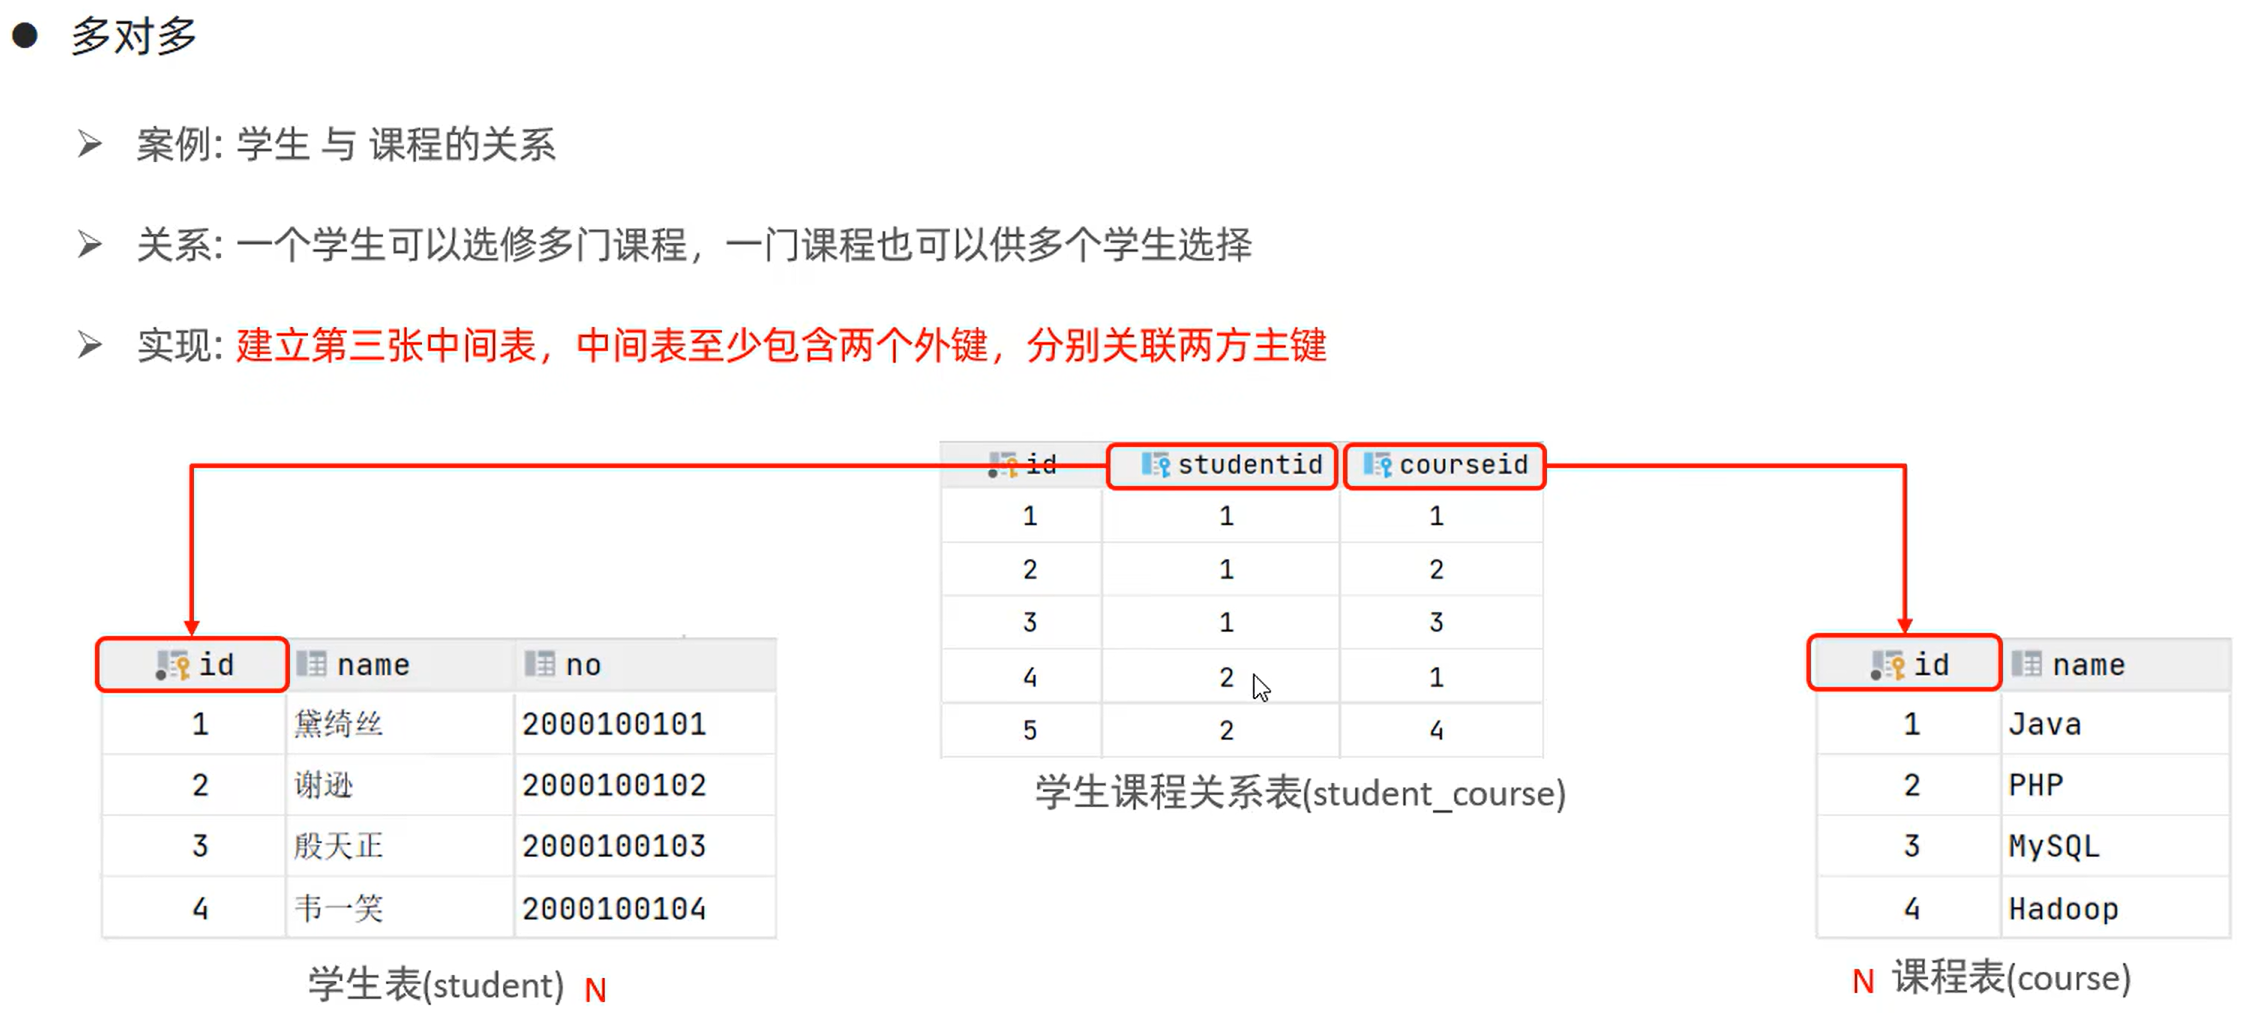 ● 多对多
➢ 案例: 学生 与 课程的关系
➢ 关系: 一个学生可以选修多门课程，一门课程也可以供多个学生选择
➢ 实现: 建立第三张中间表，中间表至少包含两个外键，分别关联两方主键
id studentid courseid
1 1 1
2 1 2
3 1 3
4 2 1
5 2 4
学生课程关系表(student_course)
id name no
1 黛绮丝 2000100101
2 谢逊 2000100102
3 殷天正 2000100103
4 韦一笑 2000100104
学生表(student) N
id name
1 Java
2 PHP
3 MySQL
4 Hadoop
N 课程表(course)